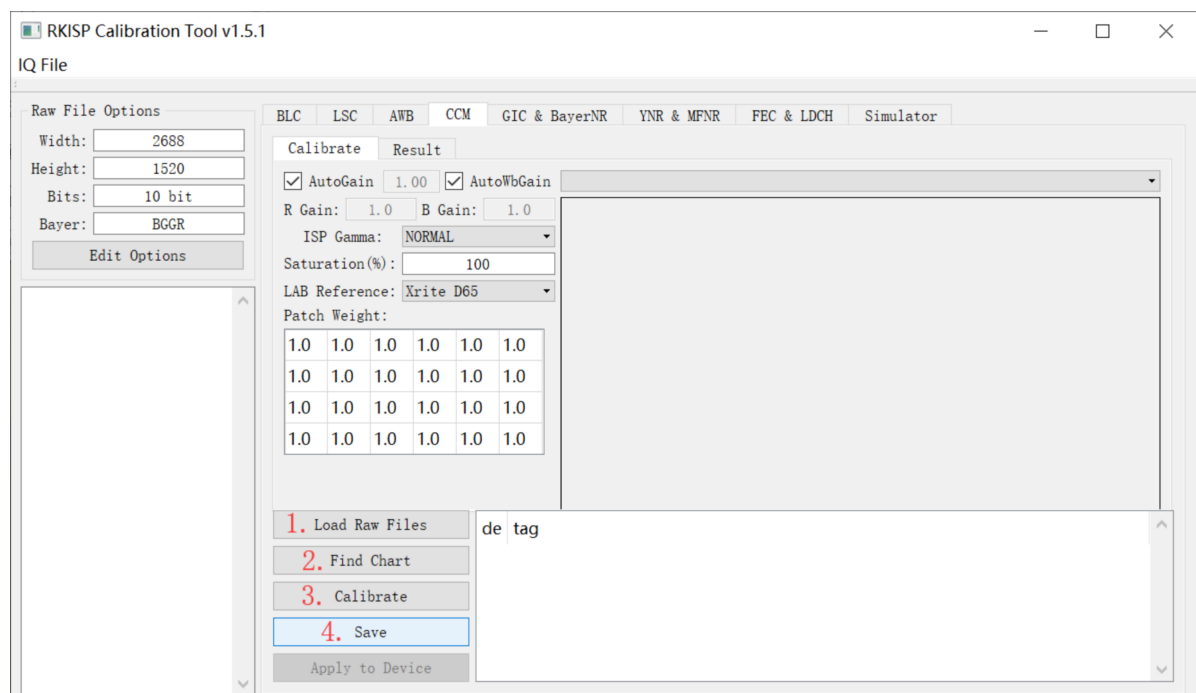 RKISP Calibration Tool v1.5.1
IQ File
Raw File Options
Width: 2688
Height: 1520
Bits: 10 bit
Bayer: BGGR
Edit Options
BLC LSC AWB CCM GIC & BayerNR YNR & MFNR FEC & LDCH Simulator
Calibrate Result
AutoGain 1.00 AutoWbGain
R Gain: 1.0 B Gain: 1.0
ISP Gamma: NORMAL
Saturation(%): 100
LAB Reference: Xrite D65
Patch Weight:
1.0 1.0 1.0 1.0 1.0 1.0
1.0 1.0 1.0 1.0 1.0 1.0
1.0 1.0 1.0 1.0 1.0 1.0
1.0 1.0 1.0 1.0 1.0 1.0
1. Load Raw Files
2. Find Chart
3. Calibrate
4. Save
Apply to Device
de tag